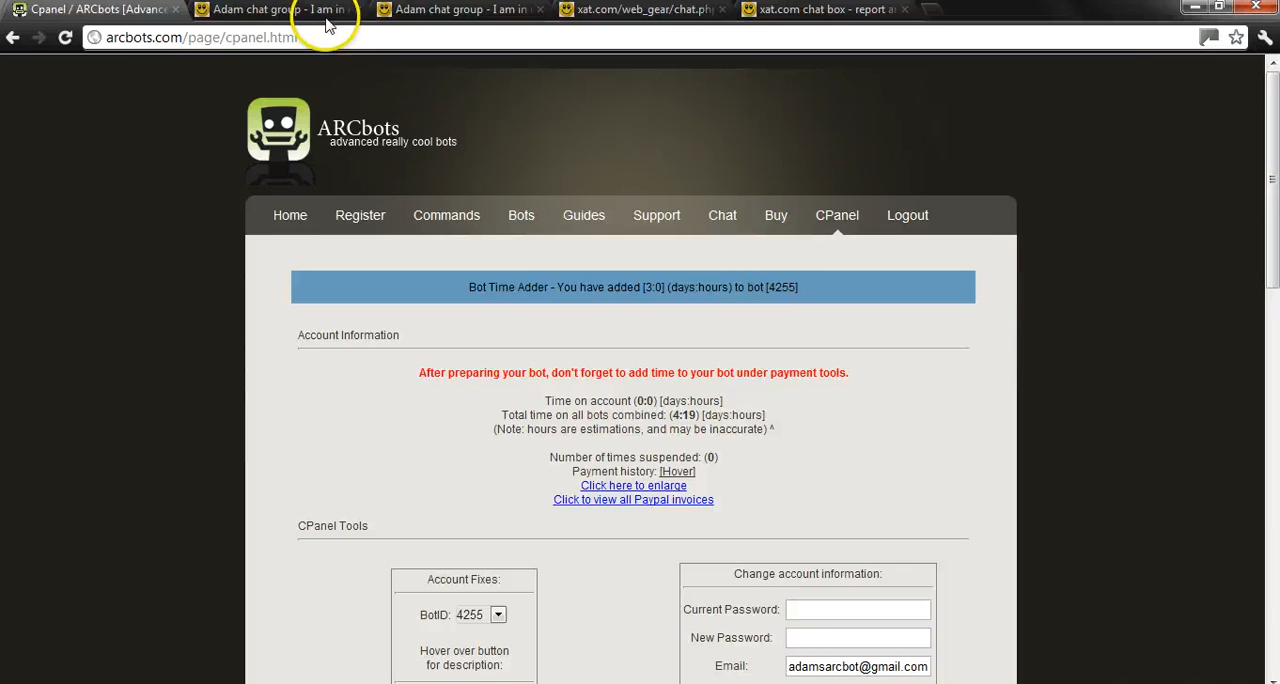 Cpanel / ARCbots [Advance
Adam chat group - I am in
Adam chat group - I am in
xat.com/web_gear/chat.ph
xat.com chat box - report a
arcbots.com/page/cpanel.html
ARCbots
advanced really cool bots
Home Register Commands Bots Guides Support Chat Buy CPanel Logout
Bot Time Adder - You have added [3:0] (days:hours) to bot [4255]
Account Information
After preparing your bot, don't forget to add time to your bot under payment tools.
Time on account (0:0) [days:hours]
Total time on all bots combined: (4:19) [days:hours]
(Note: hours are estimations, and may be inaccurate) ^
Number of times suspended: (0)
Payment history: [Hover]
Click here to enlarge
Click to view all Paypal invoices
CPanel Tools
Account Fixes:
BotID: 4255
Hover over button
for description:
Change account information:
Current Password:
New Password:
Email: adamsarcbot@gmail.com